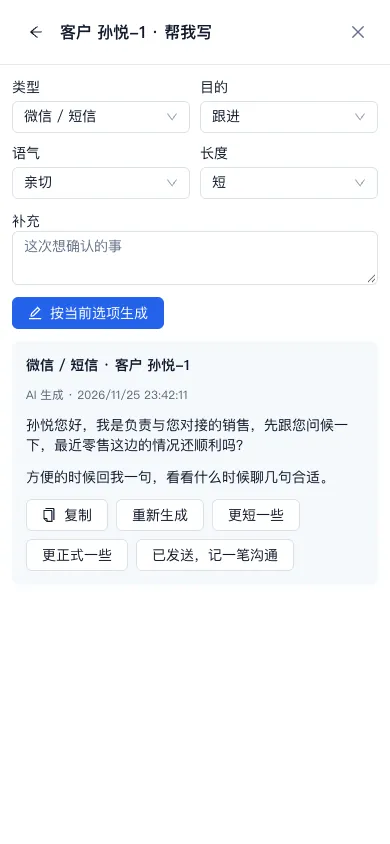 客户 孙悦-1 · 帮我写
类型
目的
微信 / 短信
跟进
语气
长度
亲切
短
补充
这次想确认的事
按当前选项生成
微信 / 短信 · 客户 孙悦-1
AI 生成 · 2026/11/25 23:42:11
孙悦您好，我是负责与您对接的销售，先跟您问候一
下，最近零售这边的情况还顺利吗？
方便的时候回我一句，看看什么时候聊几句合适。
复制
重新生成
更短一些
更正式一些
已发送，记一笔沟通